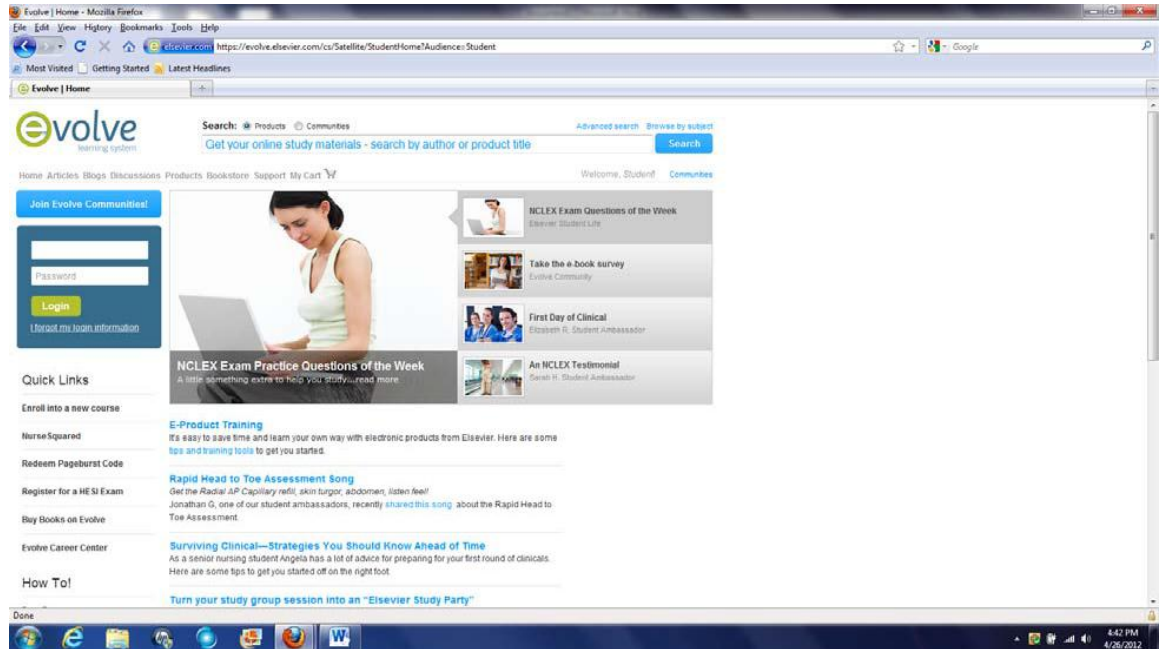 Evolve | Home - Mozilla Firefox
File Edit View History Bookmarks Tools Help
elsevier.com https://evolve.elsevier.com/cs/Satellite/StudentHome?Audience=Student
Google
Most Visited Getting Started Latest Headlines
Evolve | Home
evolve
learning system
Search: Products Communities
Advanced search Browse by subject
Get your online study materials - search by author or product title
Search
Home Articles Blogs Discussions Products Bookstore Support My Cart
Welcome, Student! Communities
Join Evolve Communities!
Password
Login
I forgot my login information
NCLEX Exam Practice Questions of the Week
A little something extra to help you study...read more
NCLEX Exam Questions of the Week
Elsevier Student Life
Take the e-book survey
Evolve Community
First Day of Clinical
Elizabeth R. Student Ambassador
An NCLEX Testimonial
Sarah H. Student Ambassador
Quick Links
Enroll into a new course
NurseSquared
Redeem Pageburst Code
Register for a HESI Exam
Buy Books on Evolve
Evolve Career Center
How To!
E-Product Training
It's easy to save time and learn your own way with electronic products from Elsevier. Here are some
tips and training tools to get you started.
Rapid Head to Toe Assessment Song
Get the Radial AP Capillary refill, skin turgor, abdomen, listen feel!
Jonathan G, one of our student ambassadors, recently shared this song about the Rapid Head to
Toe Assessment.
Surviving Clinical—Strategies You Should Know Ahead of Time
As a senior nursing student Angela has a lot of advice for preparing for your first round of clinicals.
Here are some tips to get you started off on the right foot.
Turn your study group session into an "Elsevier Study Party"
Done
4:42 PM
4/26/2012